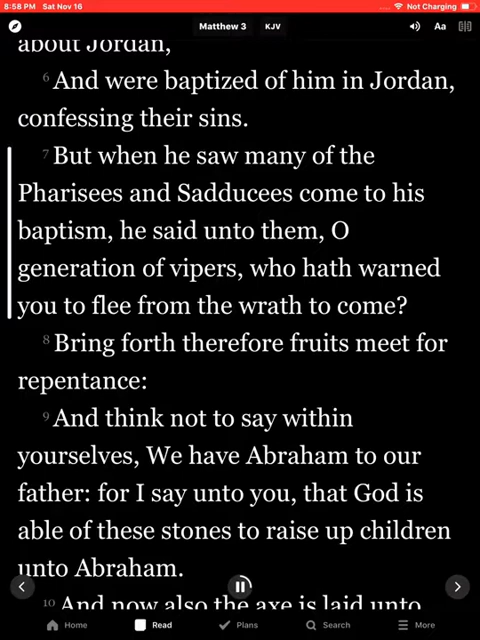 8:58 PM Sat Nov 16
Not Charging
Matthew 3 KJV
Aa
about Jordan,
6 And were baptized of him in Jordan,
confessing their sins.
7 But when he saw many of the
Pharisees and Sadducees come to his
baptism, he said unto them, O
generation of vipers, who hath warned
you to flee from the wrath to come?
8 Bring forth therefore fruits meet for
repentance:
9 And think not to say within
yourselves, We have Abraham to our
father: for I say unto you, that God is
able of these stones to raise up children
unto Abraham.
10 And now also the axe is laid unto
Home Read Plans Search More